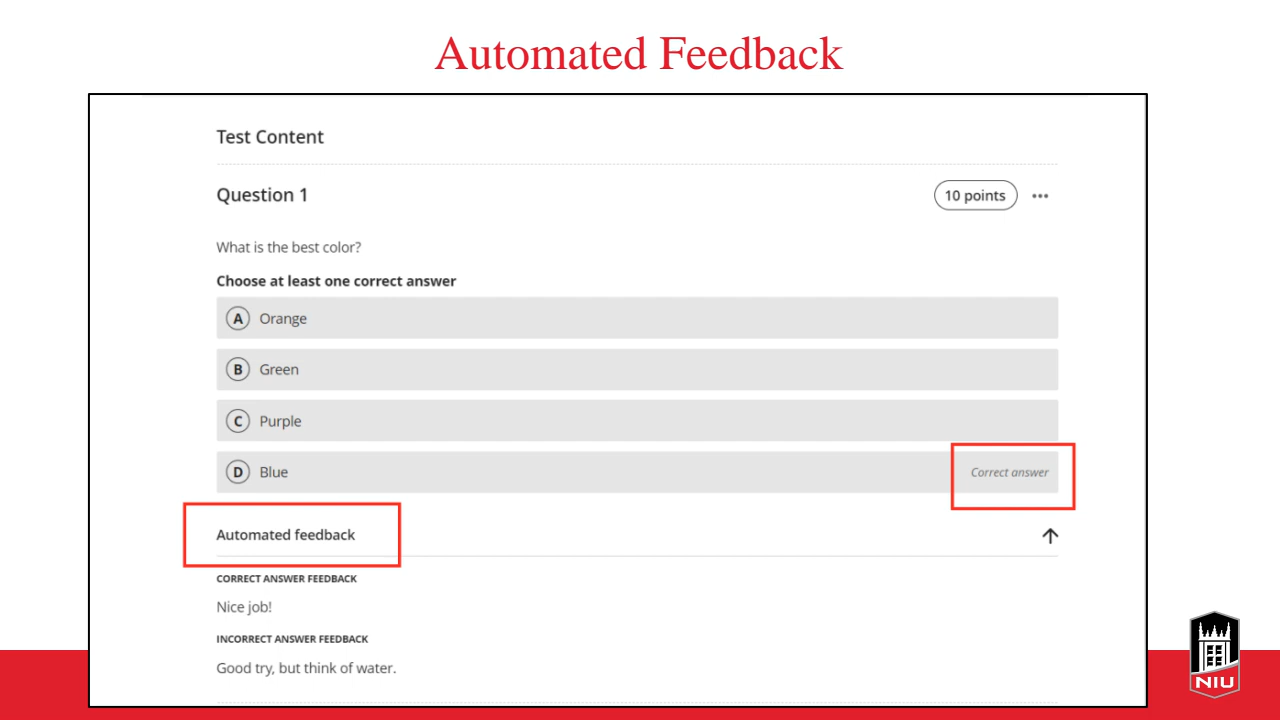 Automated Feedback
Test Content
Question 1
10 points
What is the best color?
Choose at least one correct answer
A Orange
B Green
C Purple
D Blue
Correct answer
Automated feedback
CORRECT ANSWER FEEDBACK
Nice job!
INCORRECT ANSWER FEEDBACK
Good try, but think of water.
NIU